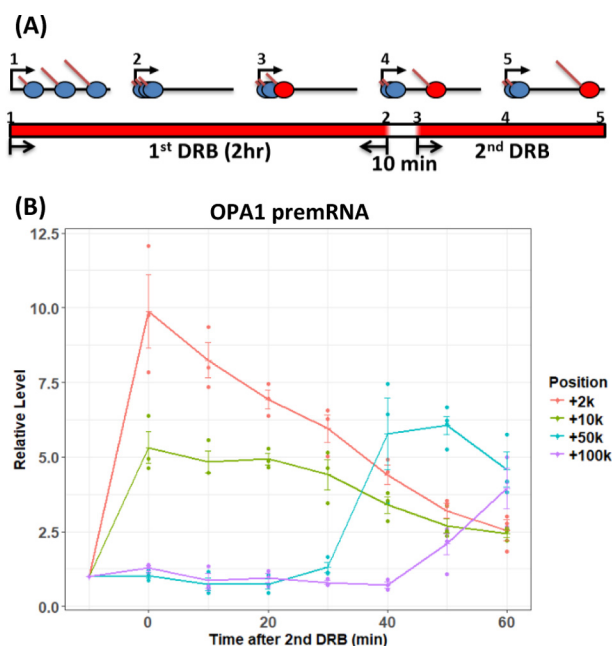 (A)
1 2 3 4 5
1 2 3 4 5
1st DRB (2hr) 2nd DRB
10 min
(B)
OPA1 premRNA
12.5
10.0
7.5
5.0
2.5
0.0
Relative Level
0 20 40 60
Time after 2nd DRB (min)
Position
+2k
+10k
+50k
+100k